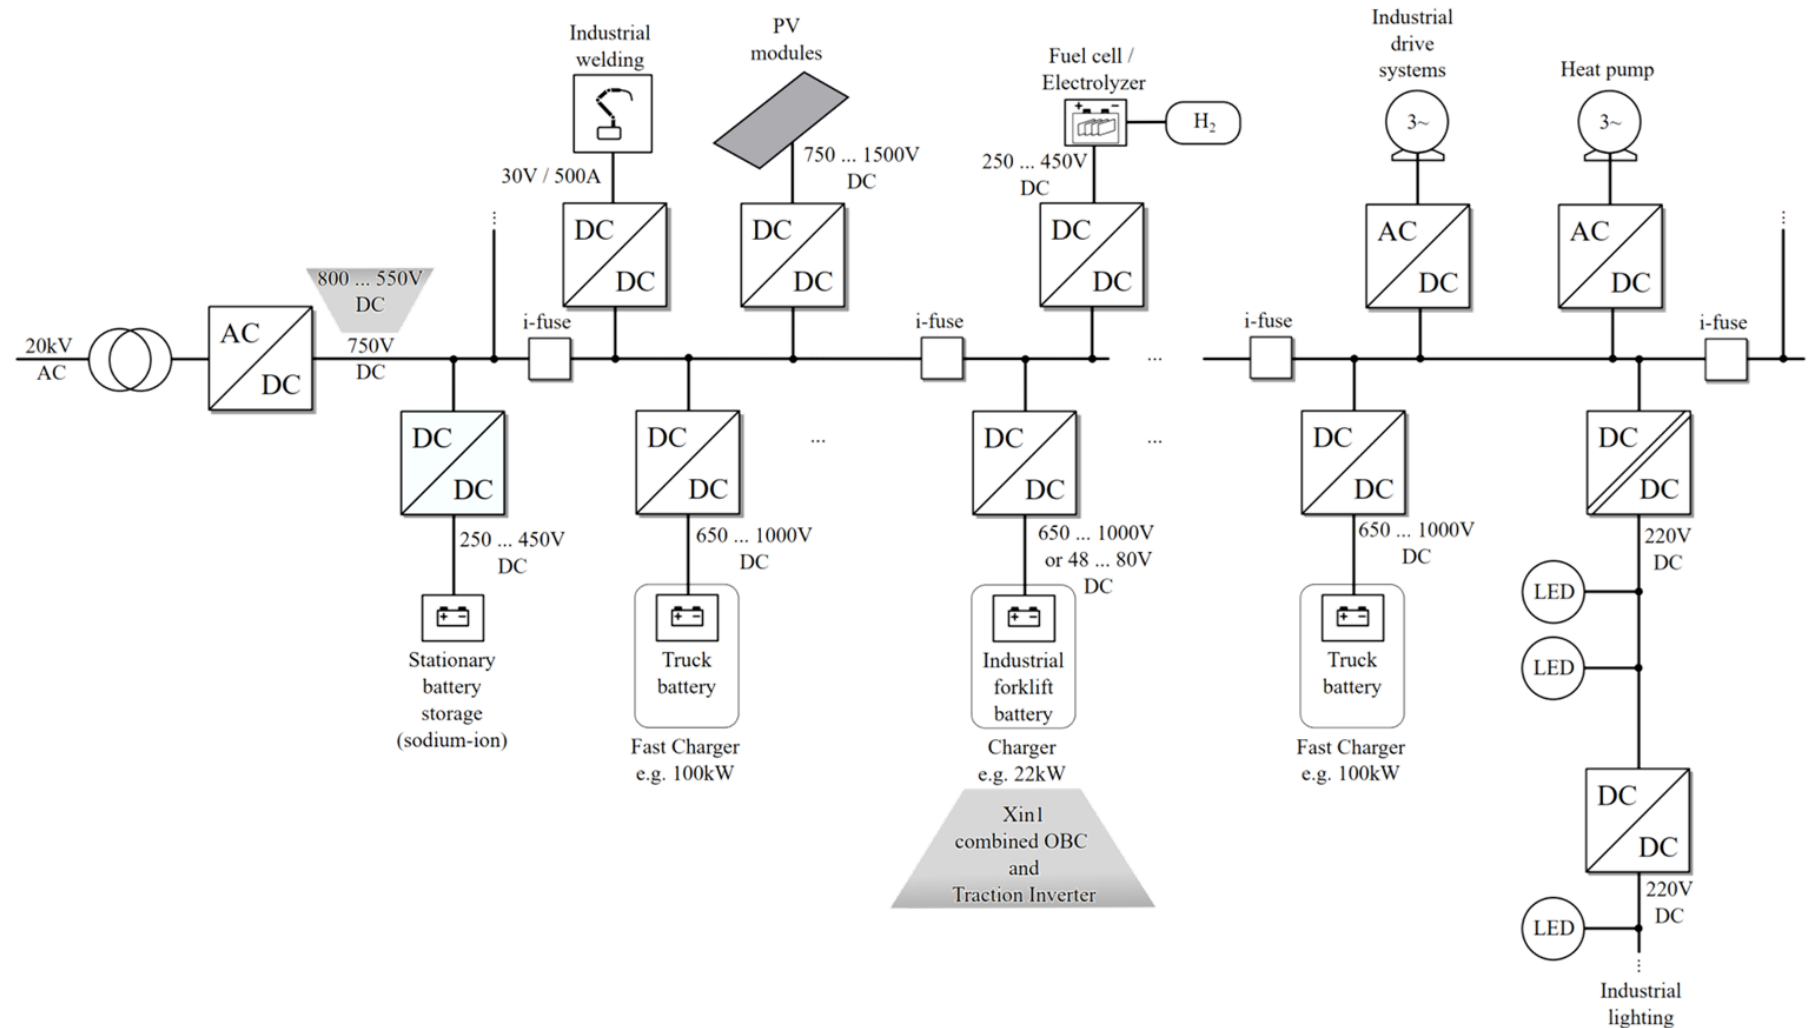 Industrial
welding
PV
modules
Fuel cell /
Electrolyzer
H₂
Industrial
drive
systems
3~
Heat pump
3~
30V / 500A
750 ... 1500V
DC
250 ... 450V
DC
⋮
DC
DC
DC
DC
DC
DC
AC
DC
AC
DC
⋮
800 ... 550V
DC
20kV
AC
AC
DC
750V
DC
i-fuse
i-fuse
...
i-fuse
i-fuse
DC
DC
250 ... 450V
DC
+ −
Stationary
battery
storage
(sodium-ion)
DC
DC
...
650 ... 1000V
DC
+ −
Truck
battery
Fast Charger
e.g. 100kW
DC
DC
...
650 ... 1000V
or 48 ... 80V
DC
+ −
Industrial
forklift
battery
Charger
e.g. 22kW
Xin1
combined OBC
and
Traction Inverter
DC
DC
650 ... 1000V
DC
+ −
Truck
battery
Fast Charger
e.g. 100kW
DC
DC
220V
DC
LED
LED
DC
DC
220V
DC
LED
⋮
Industrial
lighting